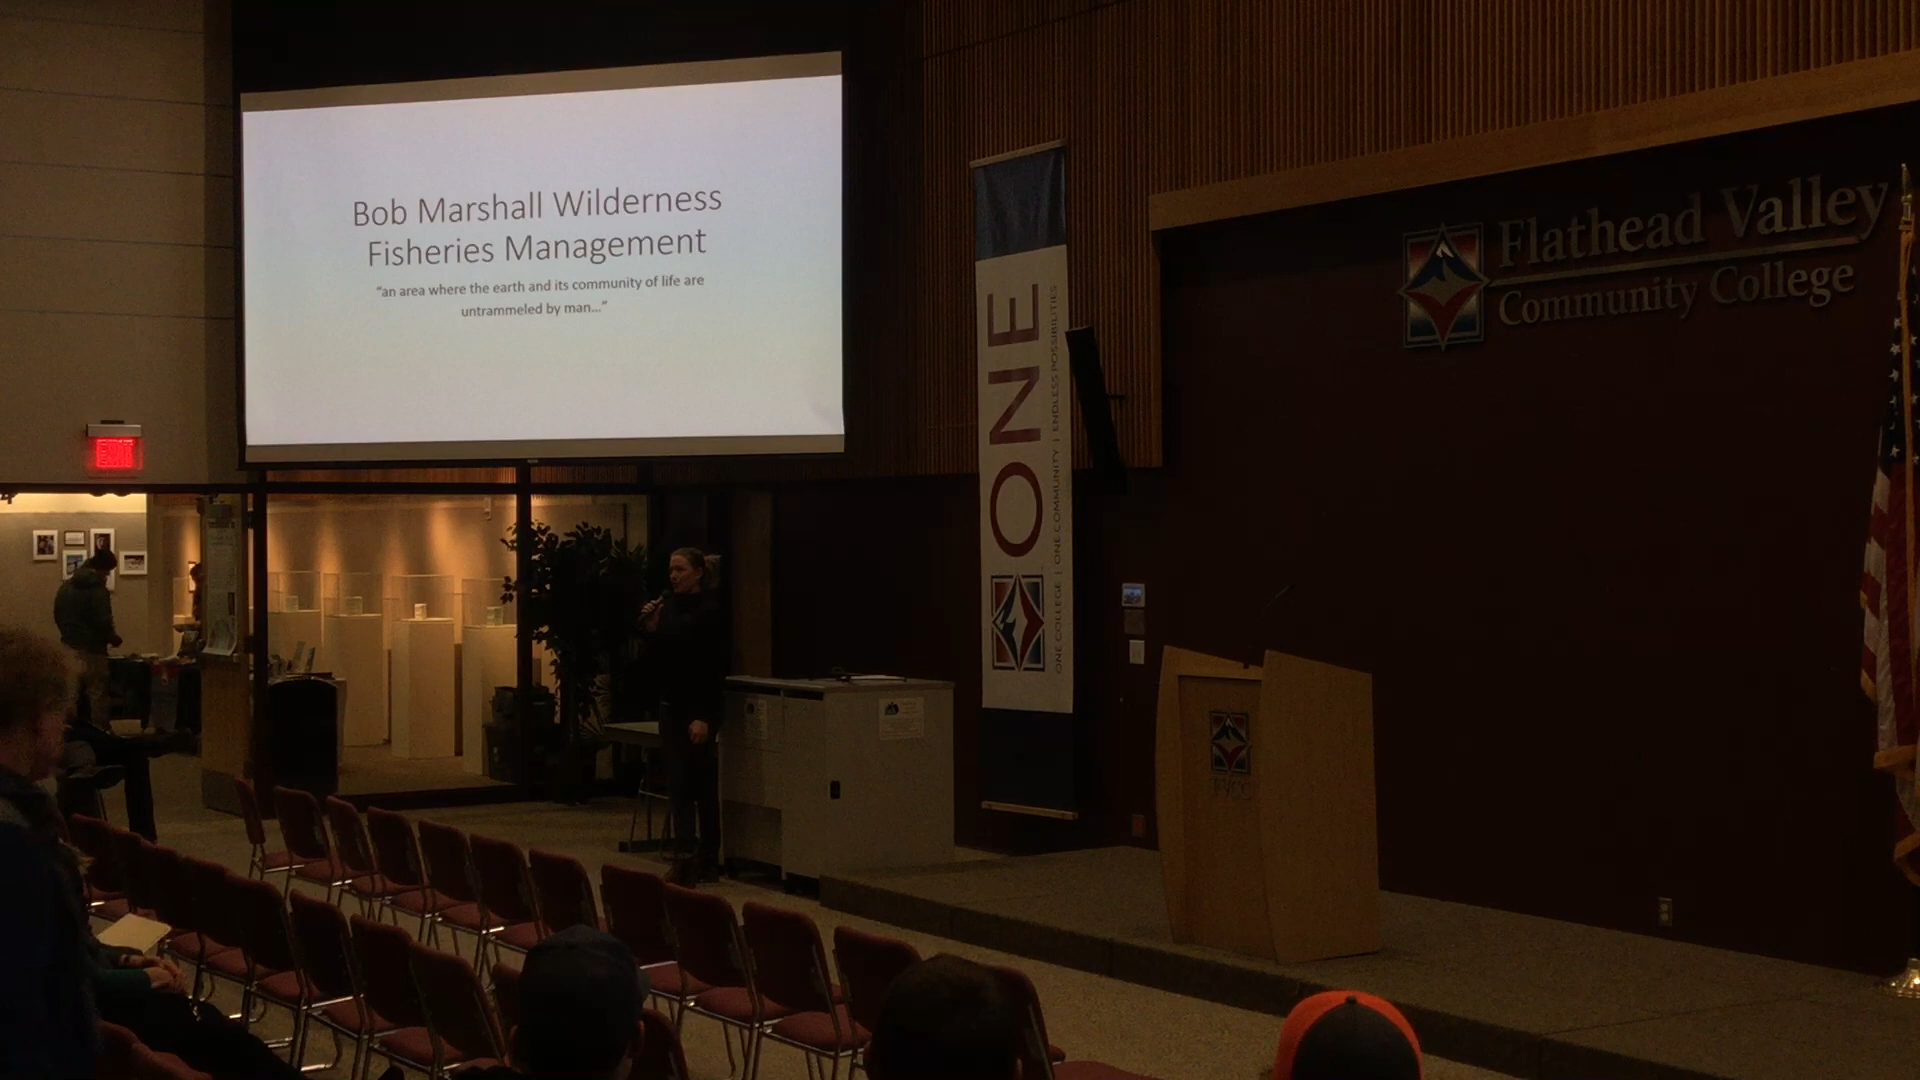 Bob Marshall Wilderness
Fisheries Management
“an area where the earth and its community of life are
untrammeled by man...”
EXIT
ONE
ONE COLLEGE | ONE COMMUNITY | ENDLESS POSSIBILITIES
Flathead Valley
Community College
FVCC